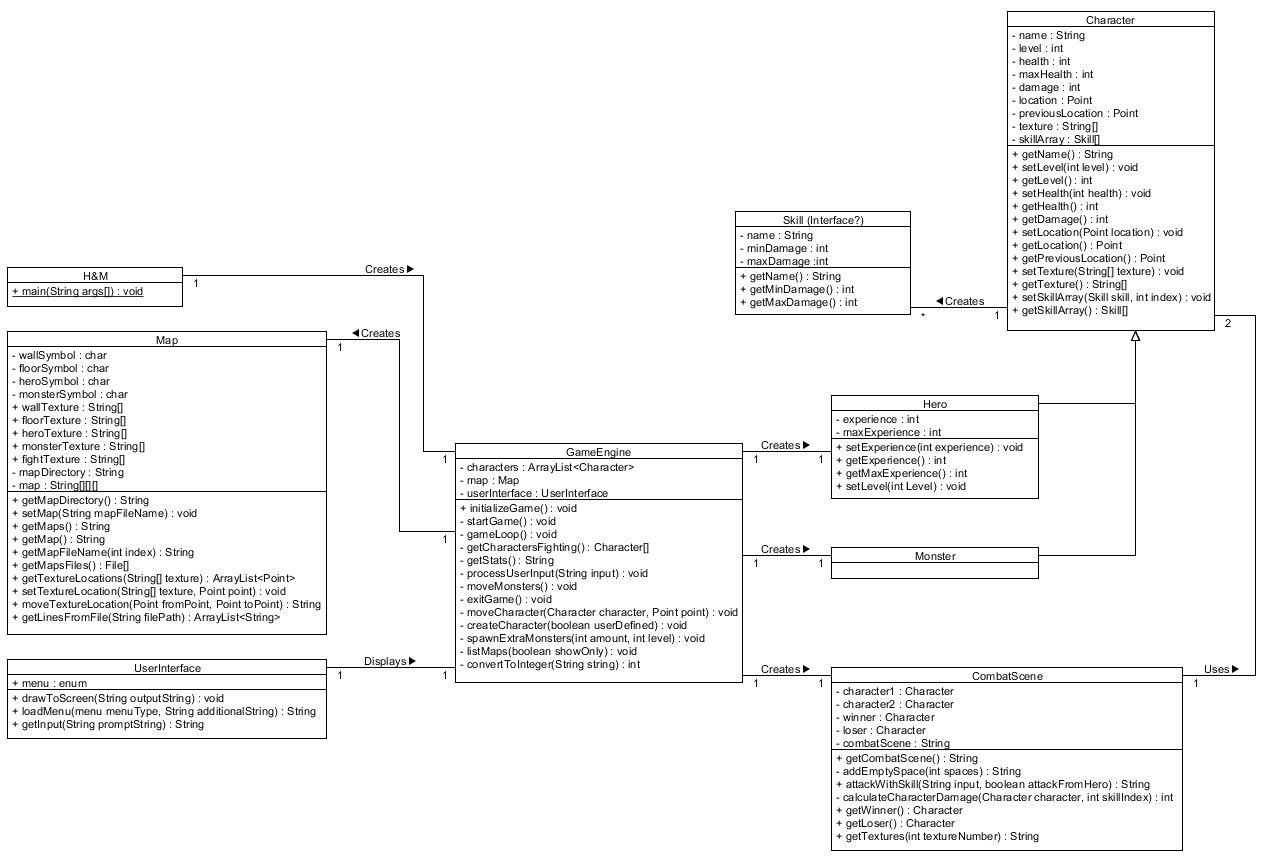 Character
- name : String
- level : int
- health : int
- maxHealth : int
- damage : int
- location : Point
- previousLocation : Point
- texture : String[]
- skillArray : Skill[]
+ getName() : String
+ setLevel(int level) : void
+ getLevel() : int
+ setHealth(int health) : void
+ getHealth() : int
+ getDamage() : int
+ setLocation(Point location) : void
+ getLocation() : Point
+ getPreviousLocation() : Point
+ setTexture(String[] texture) : void
+ getTexture() : String[]
+ setSkillArray(Skill skill, int index) : void
+ getSkillArray() : Skill[]
Skill (Interface?)
- name : String
- minDamage : int
- maxDamage :int
+ getName() : String
+ getMinDamage() : int
+ getMaxDamage() : int
◀Creates
*
1
2
H&M
+ main(String args[]) : void
Creates▶
1
Map
- wallSymbol : char
- floorSymbol : char
- heroSymbol : char
- monsterSymbol : char
+ wallTexture : String[]
+ floorTexture : String[]
+ heroTexture : String[]
+ monsterTexture : String[]
+ fightTexture : String[]
- mapDirectory : String
- map : String[][][]
+ getMapDirectory() : String
+ setMap(String mapFileName) : void
+ getMaps() : String
+ getMap() : String
+ getMapFileName(int index) : String
+ getMapsFiles() : File[]
+ getTextureLocations(String[] texture) : ArrayList<Point>
+ setTextureLocation(String[] texture, Point point) : void
+ moveTextureLocation(Point fromPoint, Point toPoint) : String
+ getLinesFromFile(String filePath) : ArrayList<String>
◀Creates
1
UserInterface
+ menu : enum
+ drawToScreen(String outputString) : void
+ loadMenu(menu menuType, String additionalString) : String
+ getInput(String promptString) : String
Displays▶
1
1
1
1
GameEngine
- characters : ArrayList<Character>
- map : Map
- userInterface : UserInterface
+ initializeGame() : void
- startGame() : void
- gameLoop() : void
- getCharactersFighting() : Character[]
- getStats() : String
- processUserInput(String input) : void
- moveMonsters() : void
- exitGame() : void
- moveCharacter(Character character, Point point) : void
- createCharacter(boolean userDefined) : void
- spawnExtraMonsters(int amount, int level) : void
- listMaps(boolean showOnly) : void
- convertToInteger(String string) : int
Creates▶
1
1
Hero
- experience : int
- maxExperience : int
+ setExperience(int experience) : void
+ getExperience() : int
+ getMaxExperience() : int
+ setLevel(int Level) : void
Creates▶
1
1
Monster
Creates▶
1
1
CombatScene
- character1 : Character
- character2 : Character
- winner : Character
- loser : Character
- combatScene : String
+ getCombatScene() : String
- addEmptySpace(int spaces) : String
+ attackWithSkill(String input, boolean attackFromHero) : String
- calculateCharacterDamage(Character character, int skillIndex) : int
+ getWinner() : Character
+ getLoser() : Character
+ getTextures(int textureNumber) : String
Uses▶
1